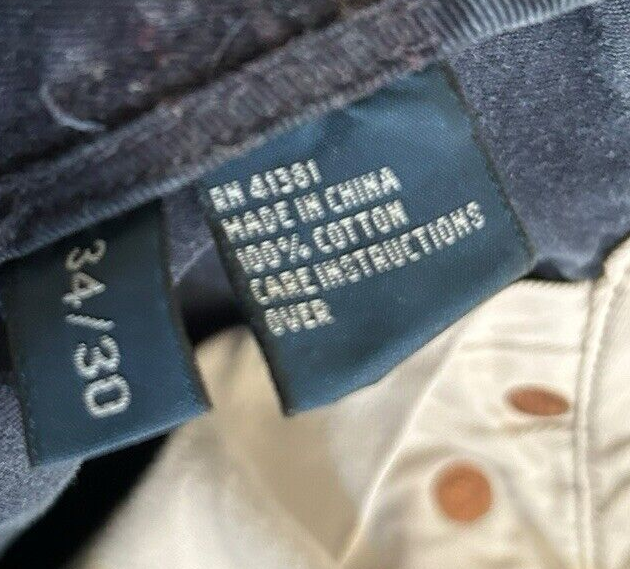 34/30
RN 41381
MADE IN CHINA
100% COTTON
CARE INSTRUCTIONS
OVER